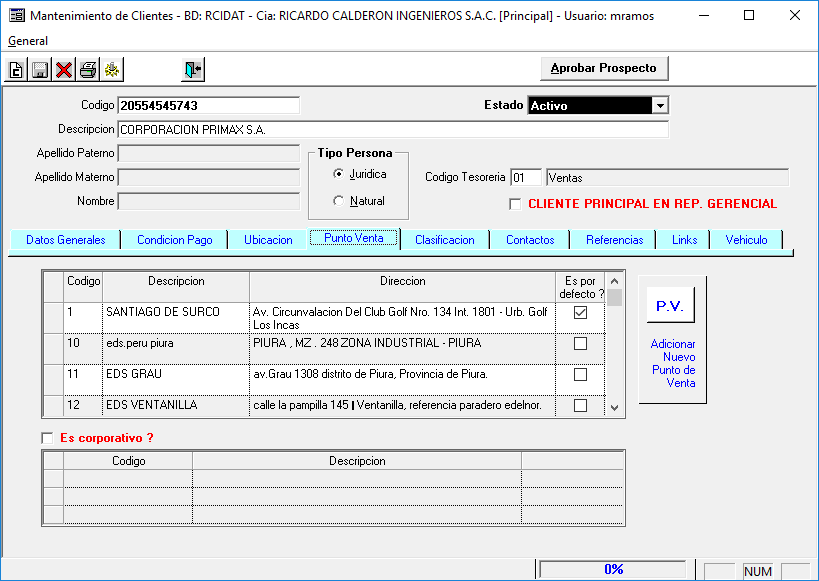 Mantenimiento de Clientes - BD: RCIDAT - Cia: RICARDO CALDERON INGENIEROS S.A.C. [Principal] - Usuario: mramos
General
Aprobar Prospecto
Codigo 20554545743 Estado Activo
Descripcion CORPORACION PRIMAX S.A.
Apellido Paterno
Tipo Persona
Apellido Materno
Juridica
Codigo Tesoreria 01 Ventas
Nombre
Natural
CLIENTE PRINCIPAL EN REP. GERENCIAL
Datos Generales Condicion Pago Ubicacion Punto Venta Clasificacion Contactos Referencias Links Vehiculo
Codigo Descripcion Direccion Es por
defecto ?
1 SANTIAGO DE SURCO Av. Circunvalacion Del Club Golf Nro. 134 Int. 1801 - Urb. Golf
Los Incas
10 eds.peru piura PIURA , MZ . 248 ZONA INDUSTRIAL - PIURA
11 EDS GRAU av.Grau 1308 distrito de Piura, Provincia de Piura.
12 EDS VENTANILLA calle la pampilla 145 | Ventanilla, referencia paradero edelnor.
P.V.
Adicionar
Nuevo
Punto de
Venta
Es corporativo ?
Codigo Descripcion
0% NUM